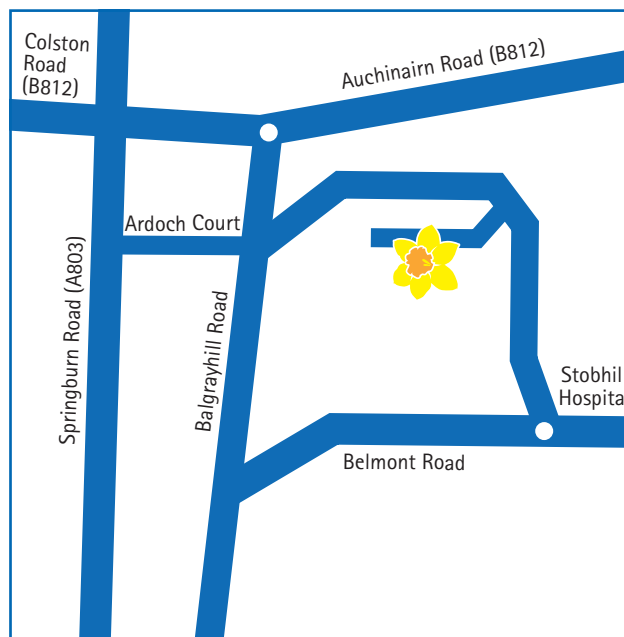 Colston
Road
(B812)
Auchinairn Road (B812)
Ardoch Court
Springburn Road (A803)
Balgrayhill Road
Stobhil
Hospita
Belmont Road